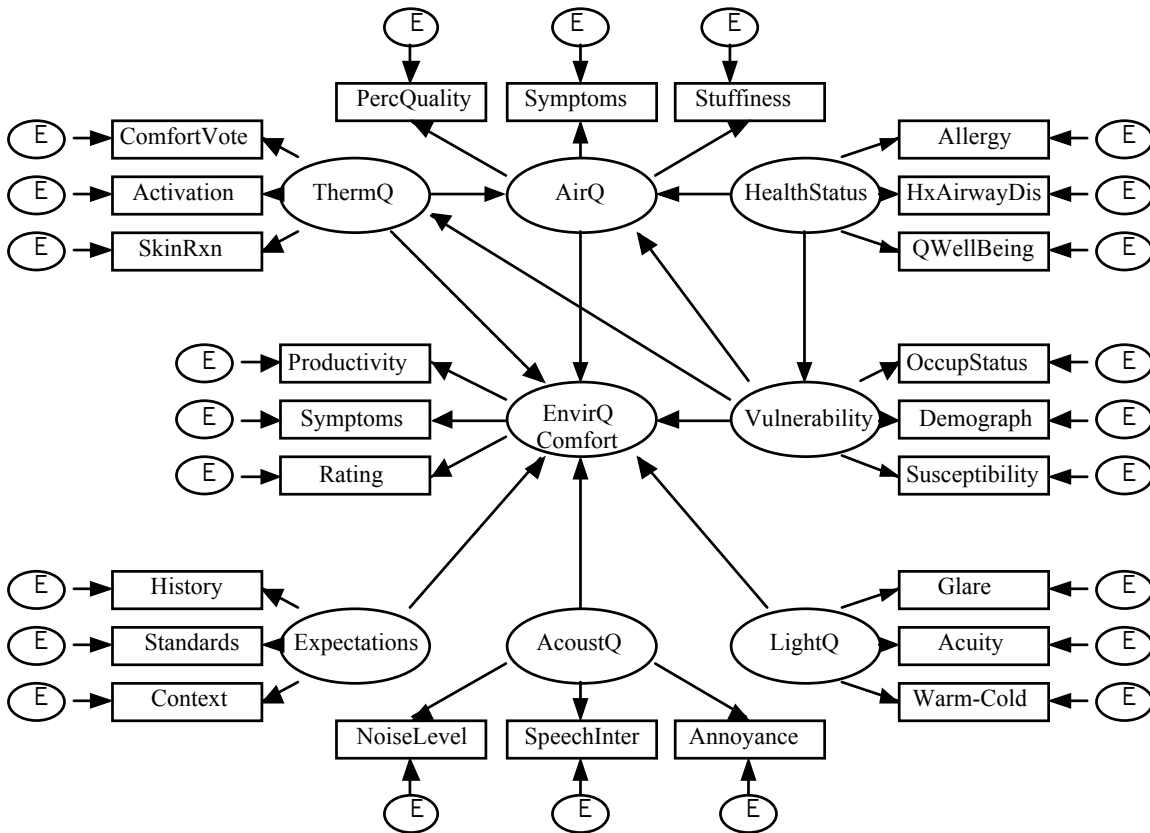 E E E
PercQuality Symptoms Stuffiness
E ComfortVote Allergy E
E Activation ThermQ AirQ HealthStatus HxAirwayDis E
E SkinRxn QWellBeing E
E Productivity OccupStatus E
E Symptoms EnvirQ Vulnerability Demograph E
Comfort
E Rating Susceptibility E
E History Glare E
E Standards Expectations AcoustQ LightQ Acuity E
E Context Warm-Cold E
NoiseLevel SpeechInter Annoyance
E E E